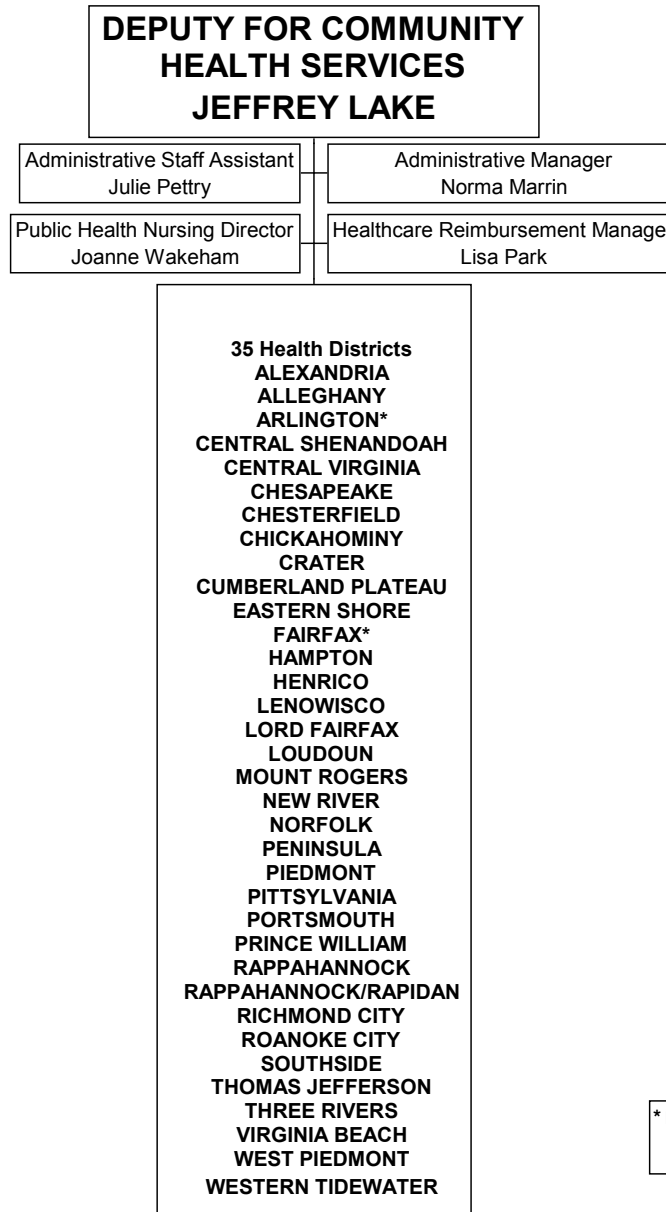 DEPUTY FOR COMMUNITY
HEALTH SERVICES
JEFFREY LAKE
Administrative Staff Assistant
Julie Pettry
Administrative Manager
Norma Marrin
Public Health Nursing Director
Joanne Wakeham
Healthcare Reimbursement Manage
Lisa Park
35 Health Districts
ALEXANDRIA
ALLEGHANY
ARLINGTON*
CENTRAL SHENANDOAH
CENTRAL VIRGINIA
CHESAPEAKE
CHESTERFIELD
CHICKAHOMINY
CRATER
CUMBERLAND PLATEAU
EASTERN SHORE
FAIRFAX*
HAMPTON
HENRICO
LENOWISCO
LORD FAIRFAX
LOUDOUN
MOUNT ROGERS
NEW RIVER
NORFOLK
PENINSULA
PIEDMONT
PITTSYLVANIA
PORTSMOUTH
PRINCE WILLIAM
RAPPAHANNOCK
RAPPAHANNOCK/RAPIDAN
RICHMOND CITY
ROANOKE CITY
SOUTHSIDE
THOMAS JEFFERSON
THREE RIVERS
VIRGINIA BEACH
WEST PIEDMONT
WESTERN TIDEWATER
*